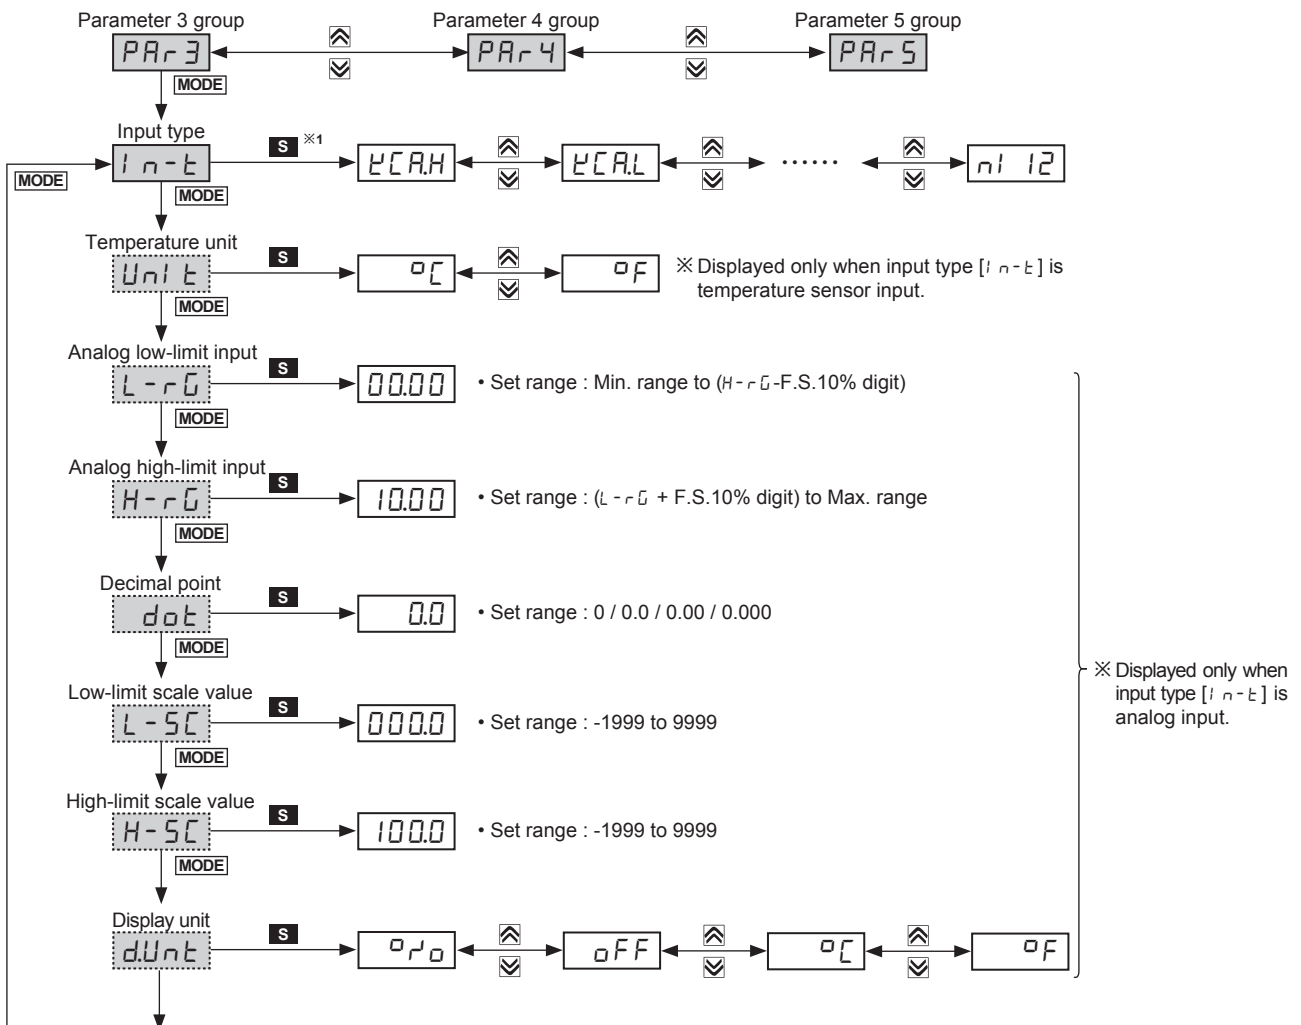 Parameter 3 group
Parameter 4 group
Parameter 5 group
PAr3
PAr4
PAr5
MODE
Input type
MODE
In-t
S ※1
KCA.H
KCA.L
······
nI 12
MODE
Temperature unit
UnIt
S
°C
°F
※ Displayed only when input type [In-t] is
temperature sensor input.
MODE
Analog low-limit input
L-rG
S
00.00
• Set range : Min. range to (H-rG-F.S.10% digit)
MODE
Analog high-limit input
H-rG
S
10.00
• Set range : (L-rG + F.S.10% digit) to Max. range
MODE
Decimal point
dot
S
0.0
• Set range : 0 / 0.0 / 0.00 / 0.000
MODE
Low-limit scale value
L-SC
S
000.0
• Set range : -1999 to 9999
MODE
High-limit scale value
H-SC
S
100.0
• Set range : -1999 to 9999
MODE
Display unit
d.Unt
S
%
oFF
°C
°F
※ Displayed only when
input type [In-t] is
analog input.